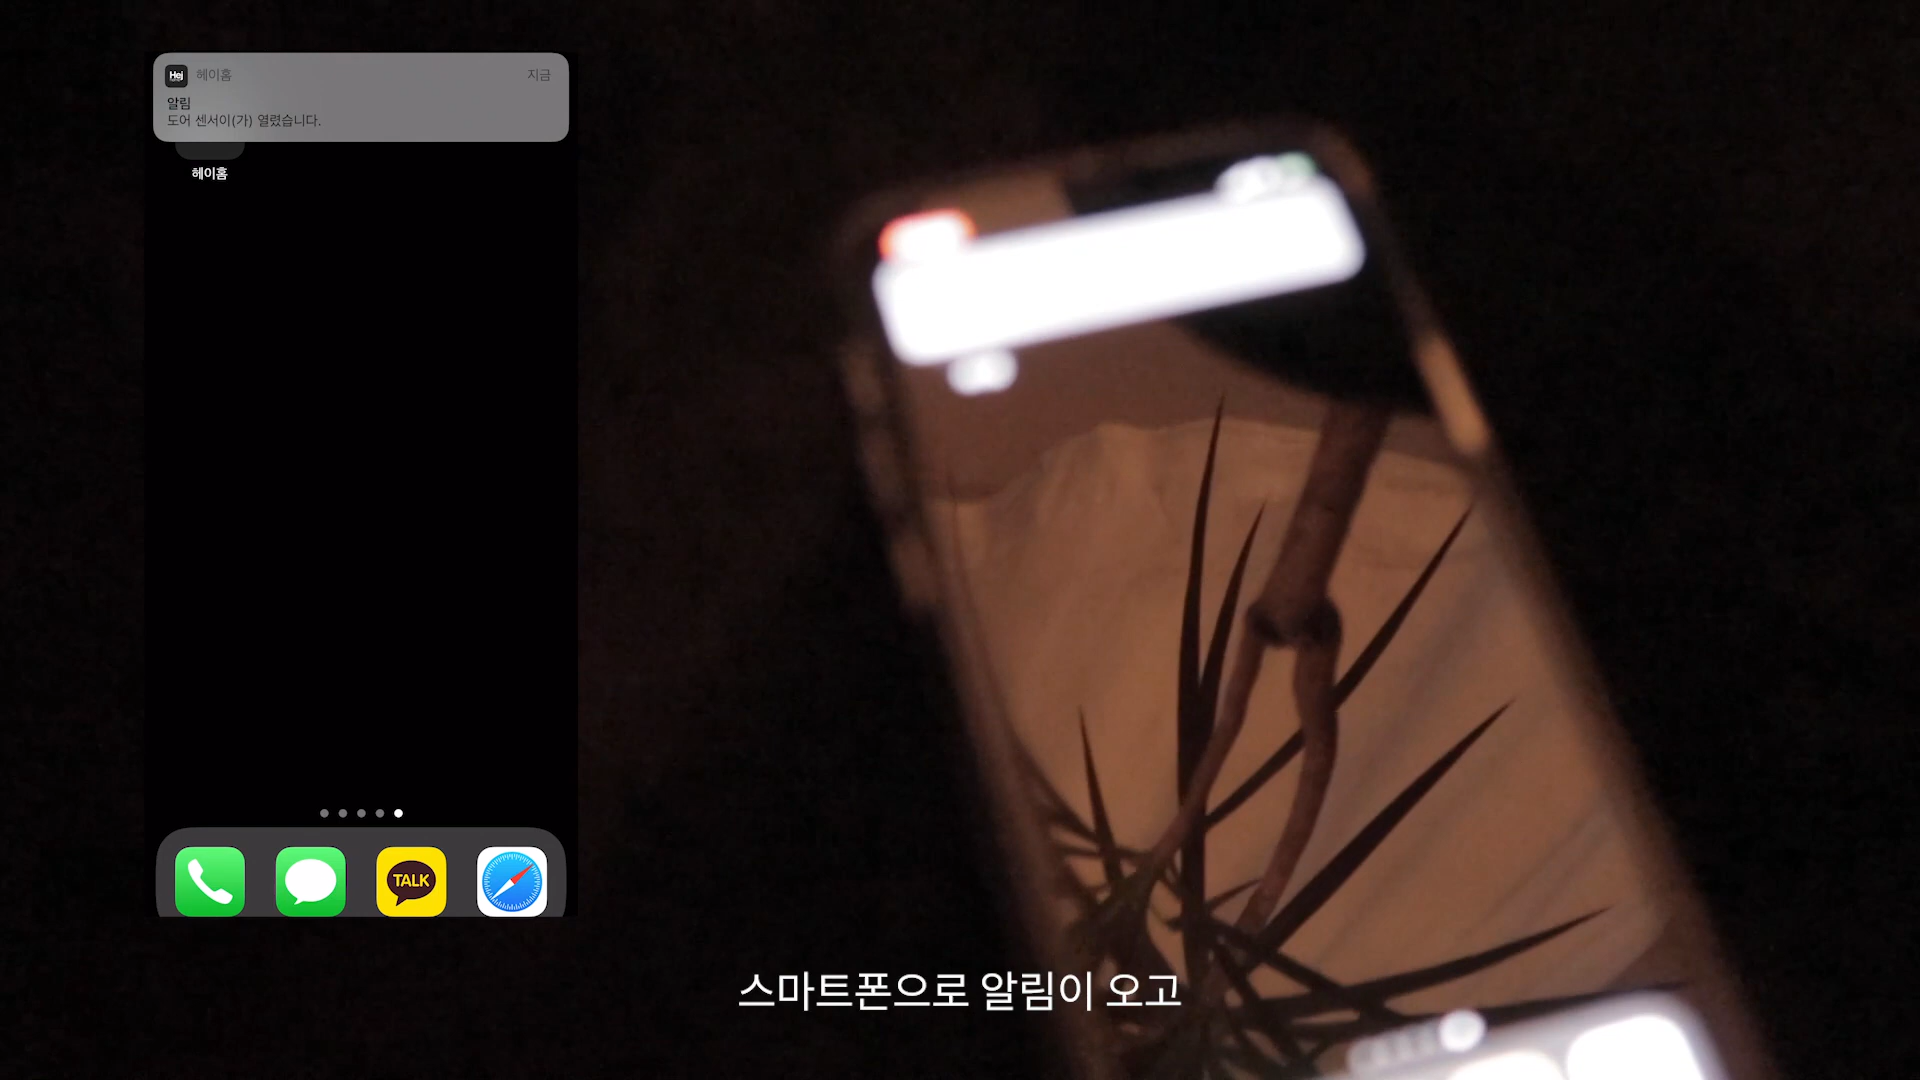 Hej 헤이홈 지금
알림
도어 센서이(가) 열렸습니다.
헤이홈
TALK
스마트폰으로 알림이 오고